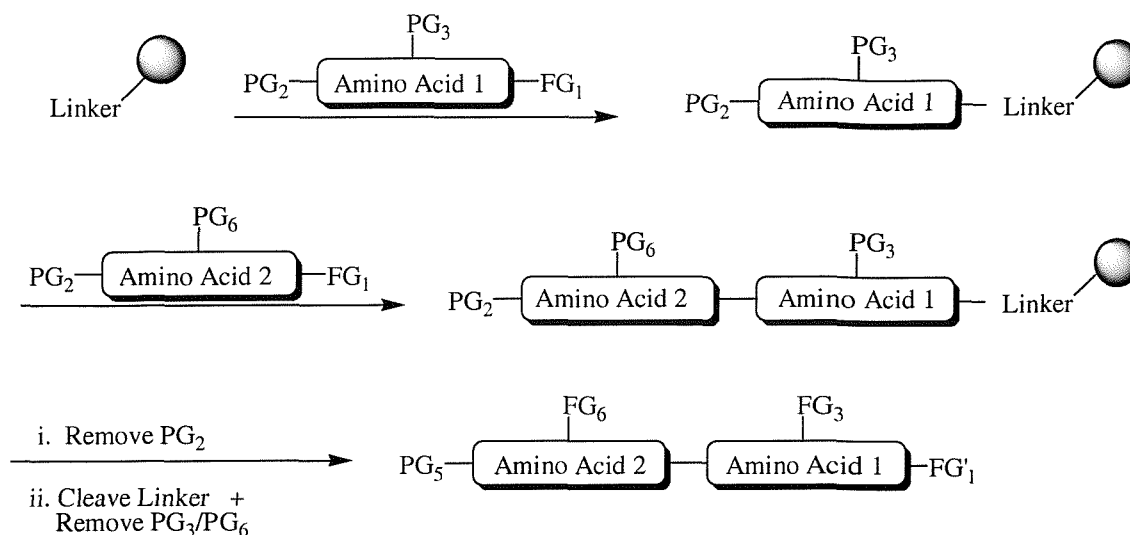 PG3
PG2 Amino Acid 1 FG1
Linker
PG3
PG2 Amino Acid 1 Linker
PG6
PG2 Amino Acid 2 FG1
PG6 PG3
PG2 Amino Acid 2 Amino Acid 1 Linker
i. Remove PG2
ii. Cleave Linker +
Remove PG3/PG6
FG6 FG3
PG5 Amino Acid 2 Amino Acid 1 FG'1